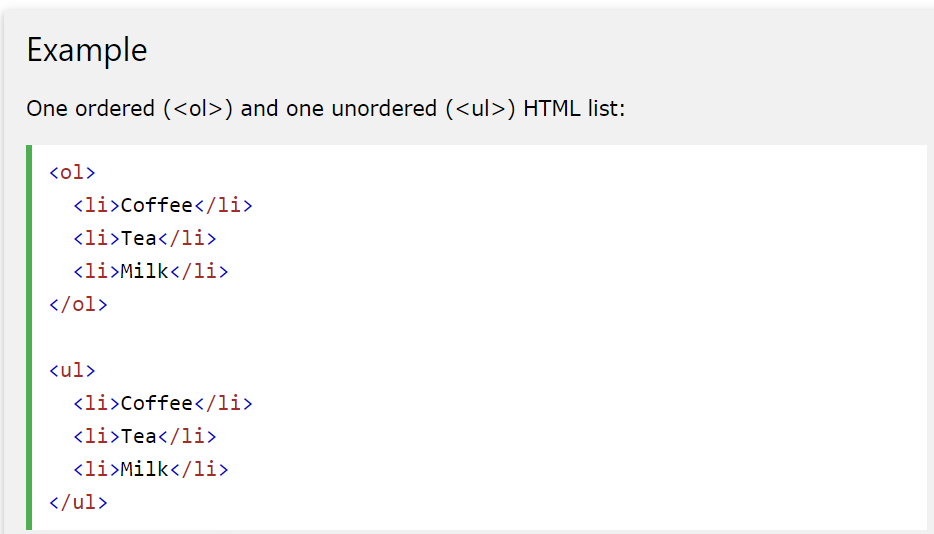 Example
One ordered (<ol>) and one unordered (<ul>) HTML list:
<ol>
  <li>Coffee</li>
  <li>Tea</li>
  <li>Milk</li>
</ol>

<ul>
  <li>Coffee</li>
  <li>Tea</li>
  <li>Milk</li>
</ul>